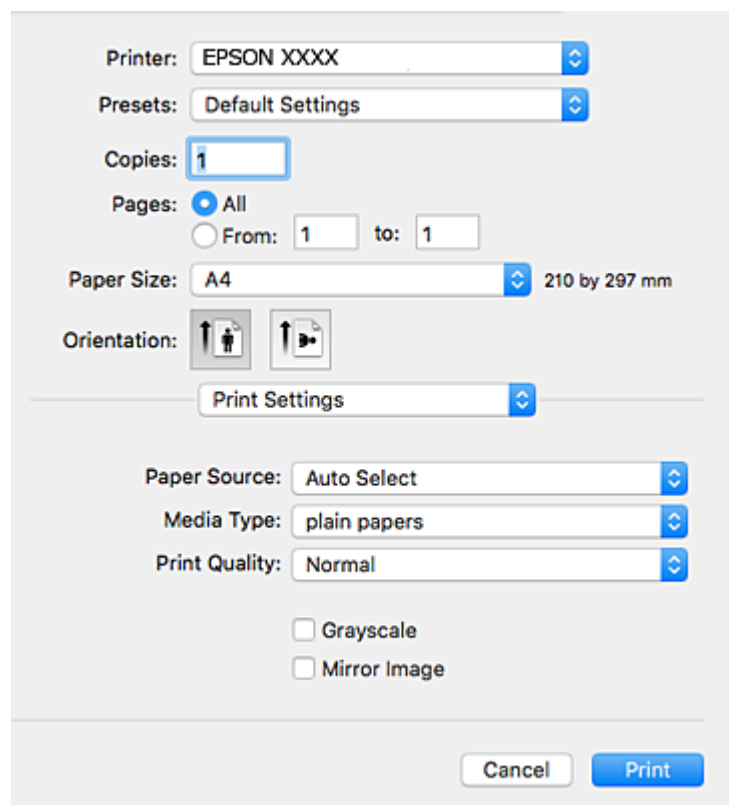 Printer: EPSON XXXX
Presets: Default Settings
Copies: 1
Pages: All
From: 1 to: 1
Paper Size: A4 210 by 297 mm
Orientation:
Print Settings
Paper Source: Auto Select
Media Type: plain papers
Print Quality: Normal
Grayscale
Mirror Image
Cancel Print